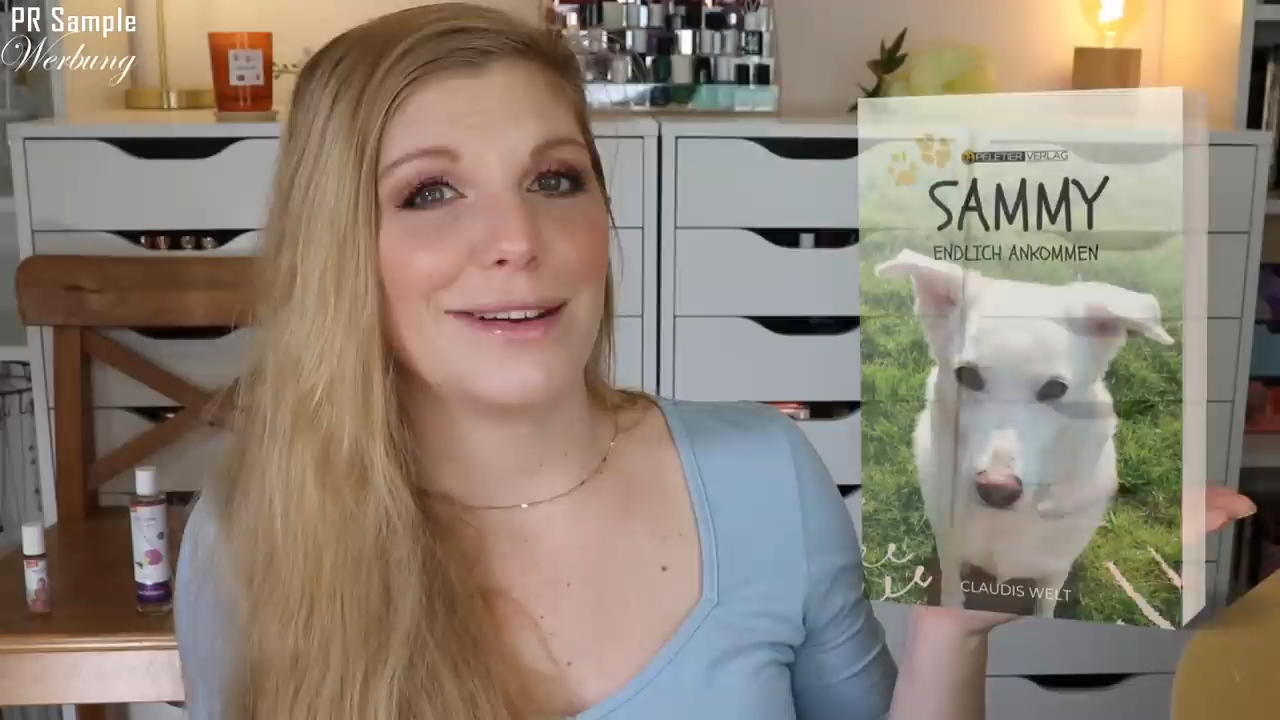 PR Sample
Werbung
PELETIER VERLAG
SAMMY
ENDLICH ANKOMMEN
CLAUDIS WELT